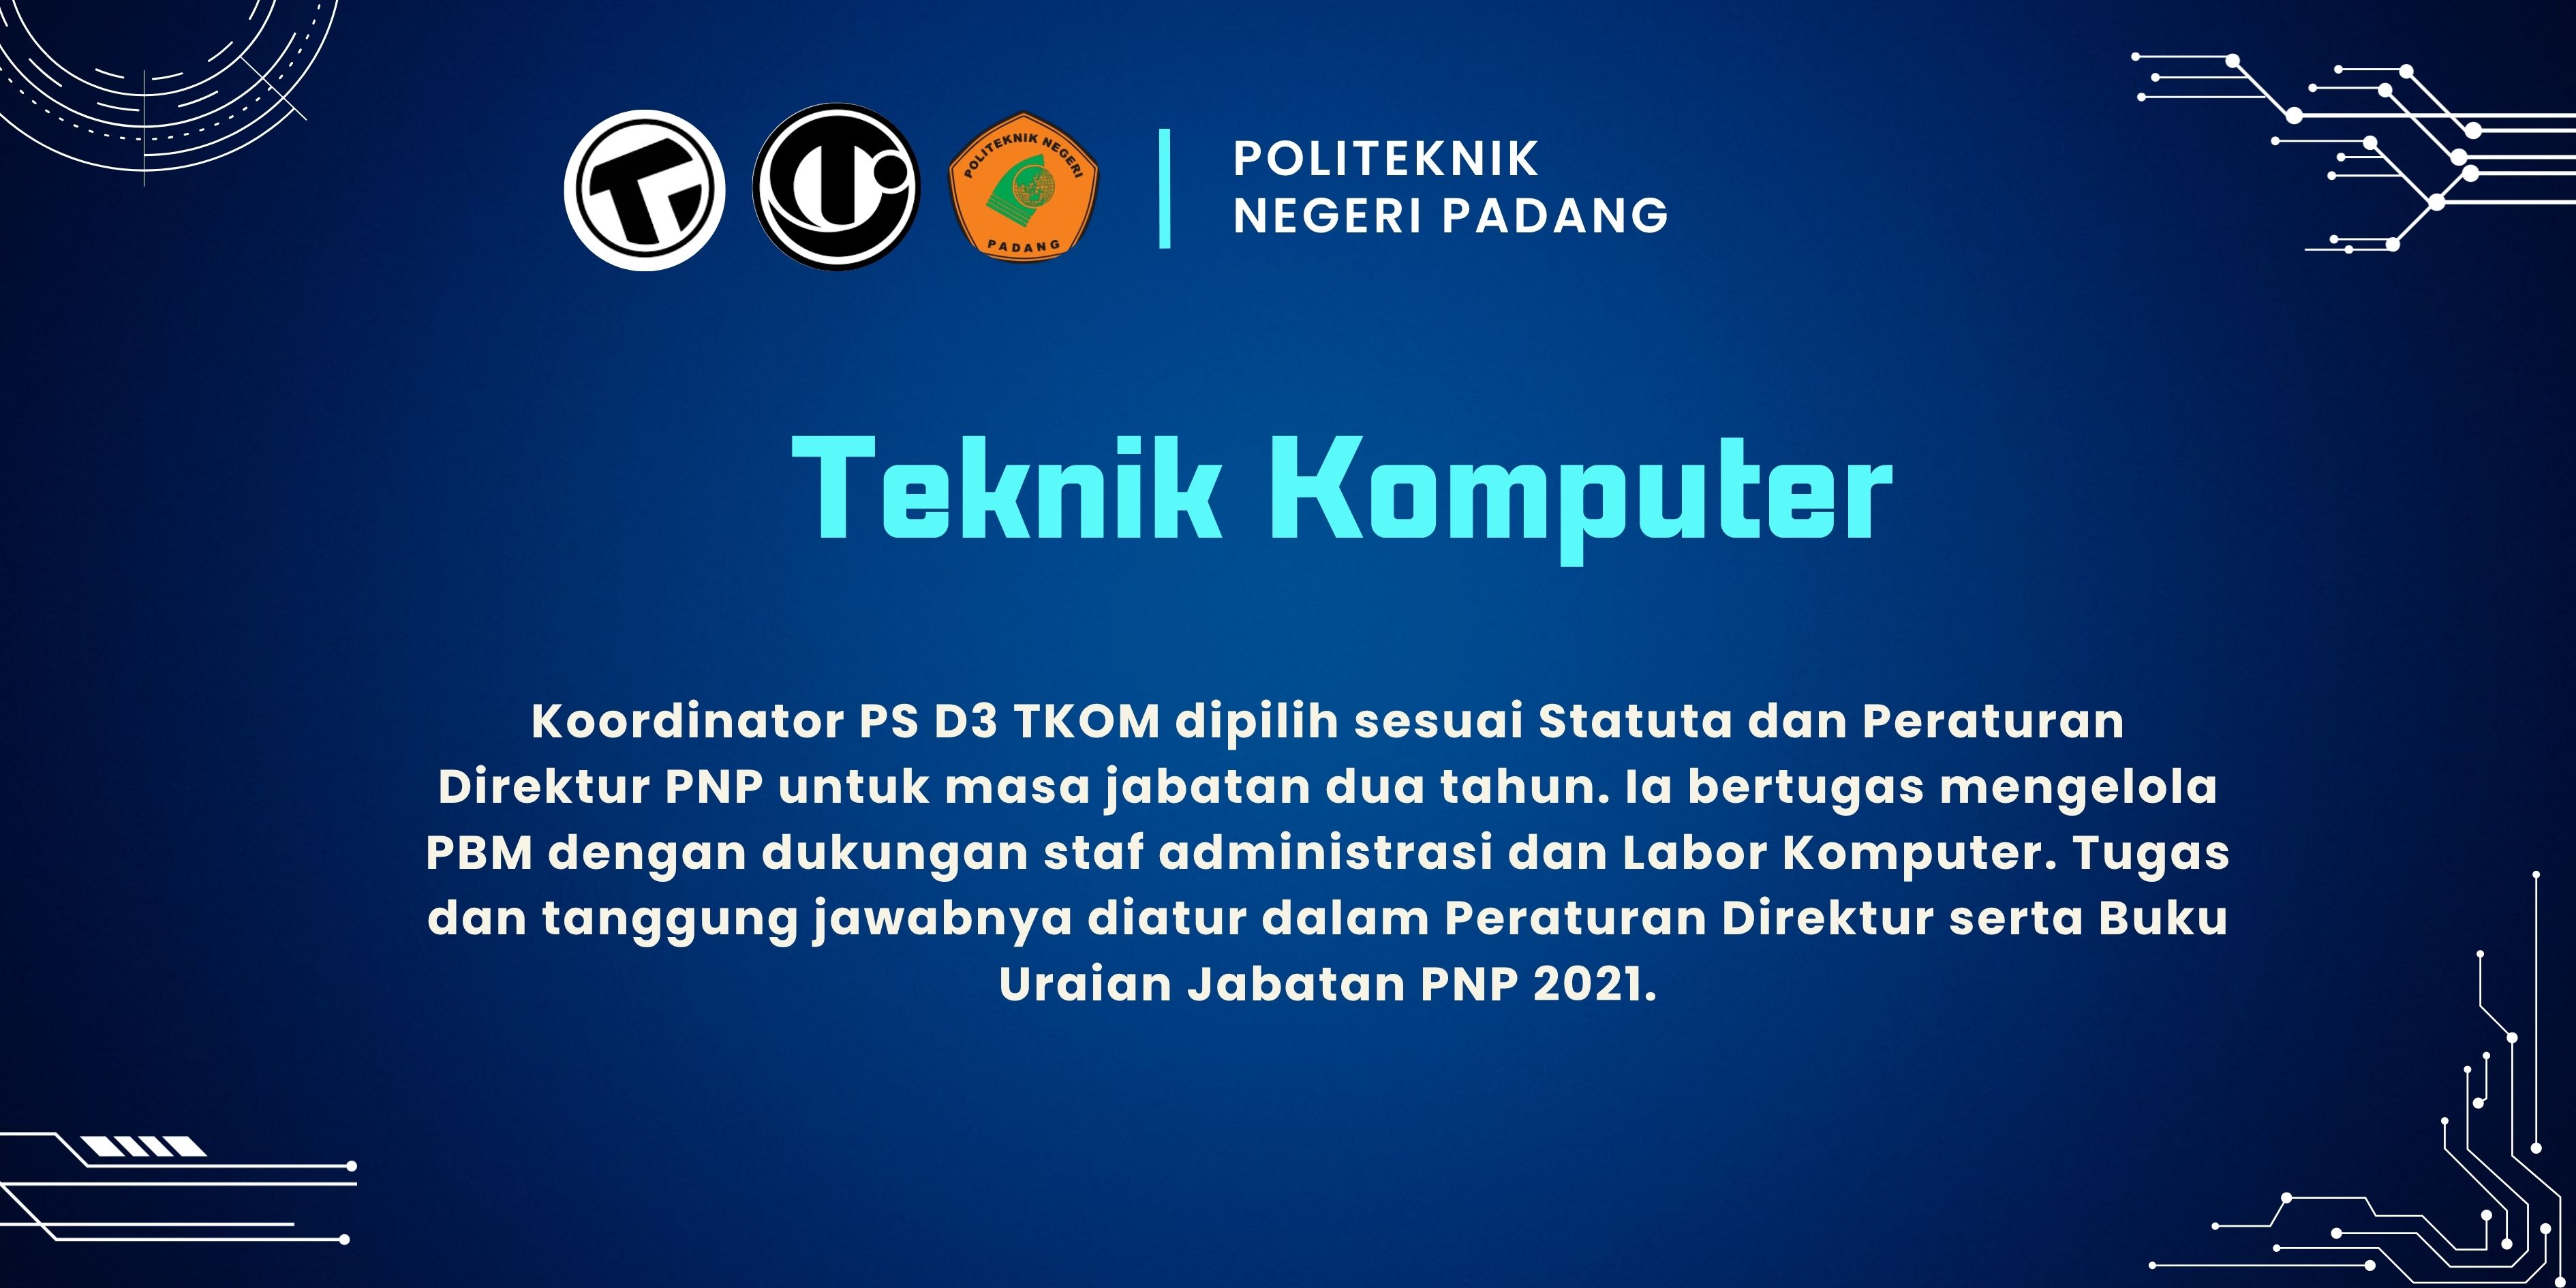 POLITEKNIK NEGERI
PADANG
POLITEKNIK
NEGERI PADANG
Teknik Komputer
Koordinator PS D3 TKOM dipilih sesuai Statuta dan Peraturan
Direktur PNP untuk masa jabatan dua tahun. Ia bertugas mengelola
PBM dengan dukungan staf administrasi dan Labor Komputer. Tugas
dan tanggung jawabnya diatur dalam Peraturan Direktur serta Buku
Uraian Jabatan PNP 2021.